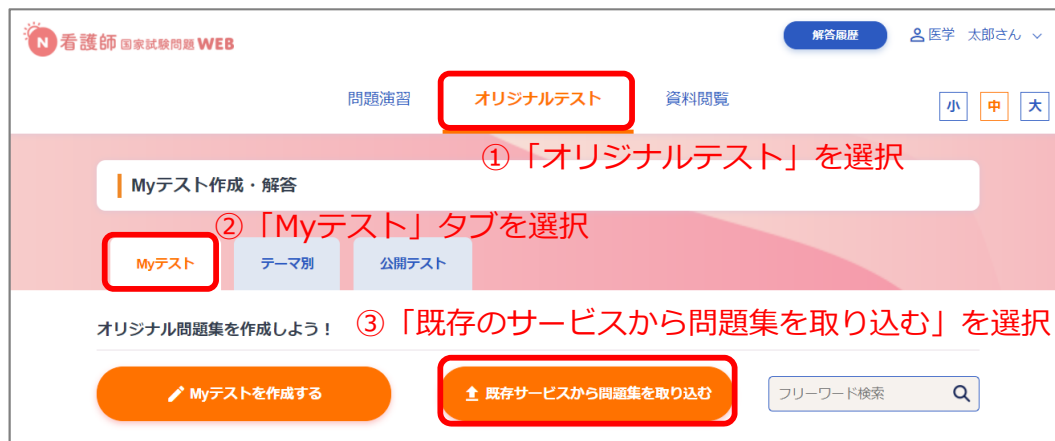 N 看護師 国家試験問題 WEB
解答履歴 医学 太郎さん
問題演習 オリジナルテスト 資料閲覧
小 中 大
①「オリジナルテスト」を選択
Myテスト作成・解答
②「Myテスト」タブを選択
Myテスト テーマ別 公開テスト
オリジナル問題集を作成しよう！ ③「既存のサービスから問題集を取り込む」を選択
Myテストを作成する 既存サービスから問題集を取り込む フリーワード検索